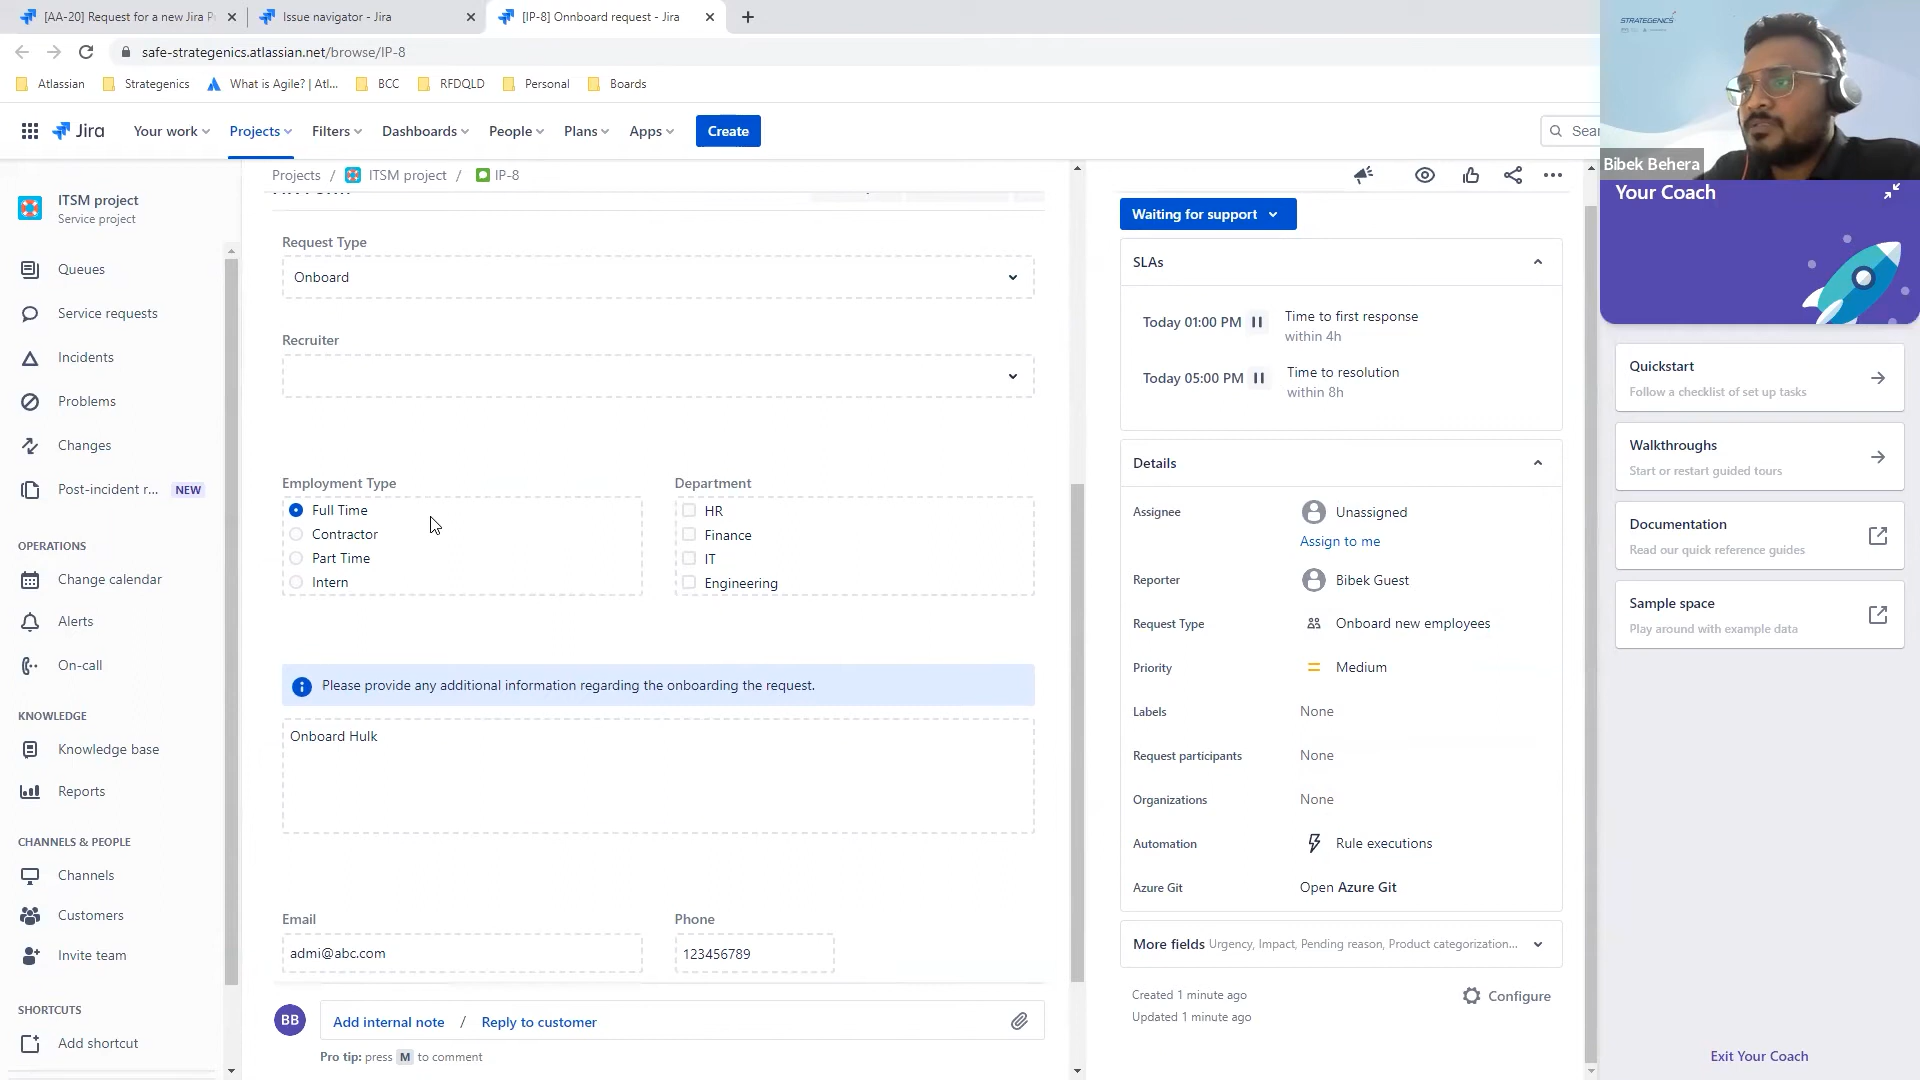 [AA-20] Request for a new Jira P
Issue navigator - Jira
[IP-8] Onnboard request - Jira
safe-strategenics.atlassian.net/browse/IP-8
Atlassian
Strategenics
What is Agile? | Atl...
BCC
RFDQLD
Personal
Boards
Jira
Your work
Projects
Filters
Dashboards
People
Plans
Apps
Create
Sear
STRATEGENICS
Bibek Behera
ITSM project
Service project
Queues
Service requests
Incidents
Problems
Changes
Post-incident r...
NEW
OPERATIONS
Change calendar
Alerts
On-call
KNOWLEDGE
Knowledge base
Reports
CHANNELS & PEOPLE
Channels
Customers
Invite team
SHORTCUTS
Add shortcut
Projects / ITSM project / IP-8
Request Type
Onboard
Recruiter
Employment Type
Full Time
Contractor
Part Time
Intern
Department
HR
Finance
IT
Engineering
Please provide any additional information regarding the onboarding the request.
Onboard Hulk
Email
admi@abc.com
Phone
123456789
BB
Add internal note / Reply to customer
Pro tip: press M to comment
Waiting for support
SLAs
Today 01:00 PM
Time to first response
within 4h
Today 05:00 PM
Time to resolution
within 8h
Details
Assignee
Unassigned
Assign to me
Reporter
Bibek Guest
Request Type
Onboard new employees
Priority
Medium
Labels
None
Request participants
None
Organizations
None
Automation
Rule executions
Azure Git
Open Azure Git
More fields Urgency, Impact, Pending reason, Product categorization...
Created 1 minute ago
Updated 1 minute ago
Configure
Your Coach
Quickstart
Follow a checklist of set up tasks
Walkthroughs
Start or restart guided tours
Documentation
Read our quick reference guides
Sample space
Play around with example data
Exit Your Coach